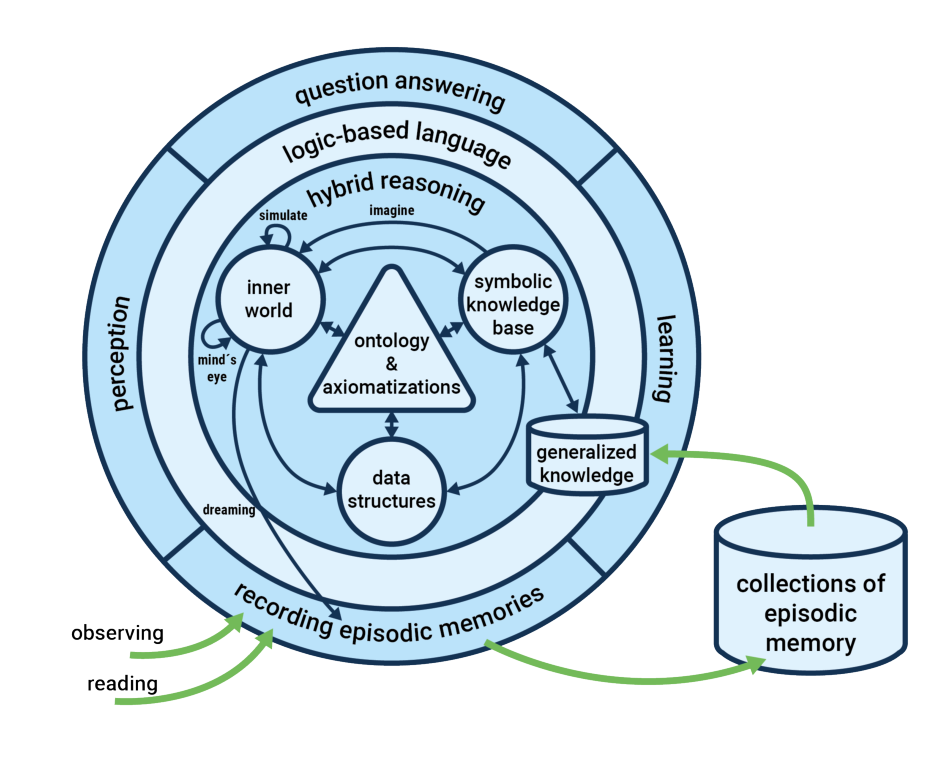 question answering
logic-based language
hybrid reasoning
simulate
imagine
inner
world
symbolic
knowledge
base
perception
learning
mind´s
eye
ontology
&
axiomatizations
generalized
knowledge
data
structures
dreaming
recording episodic memories
collections of
episodic
memory
observing
reading